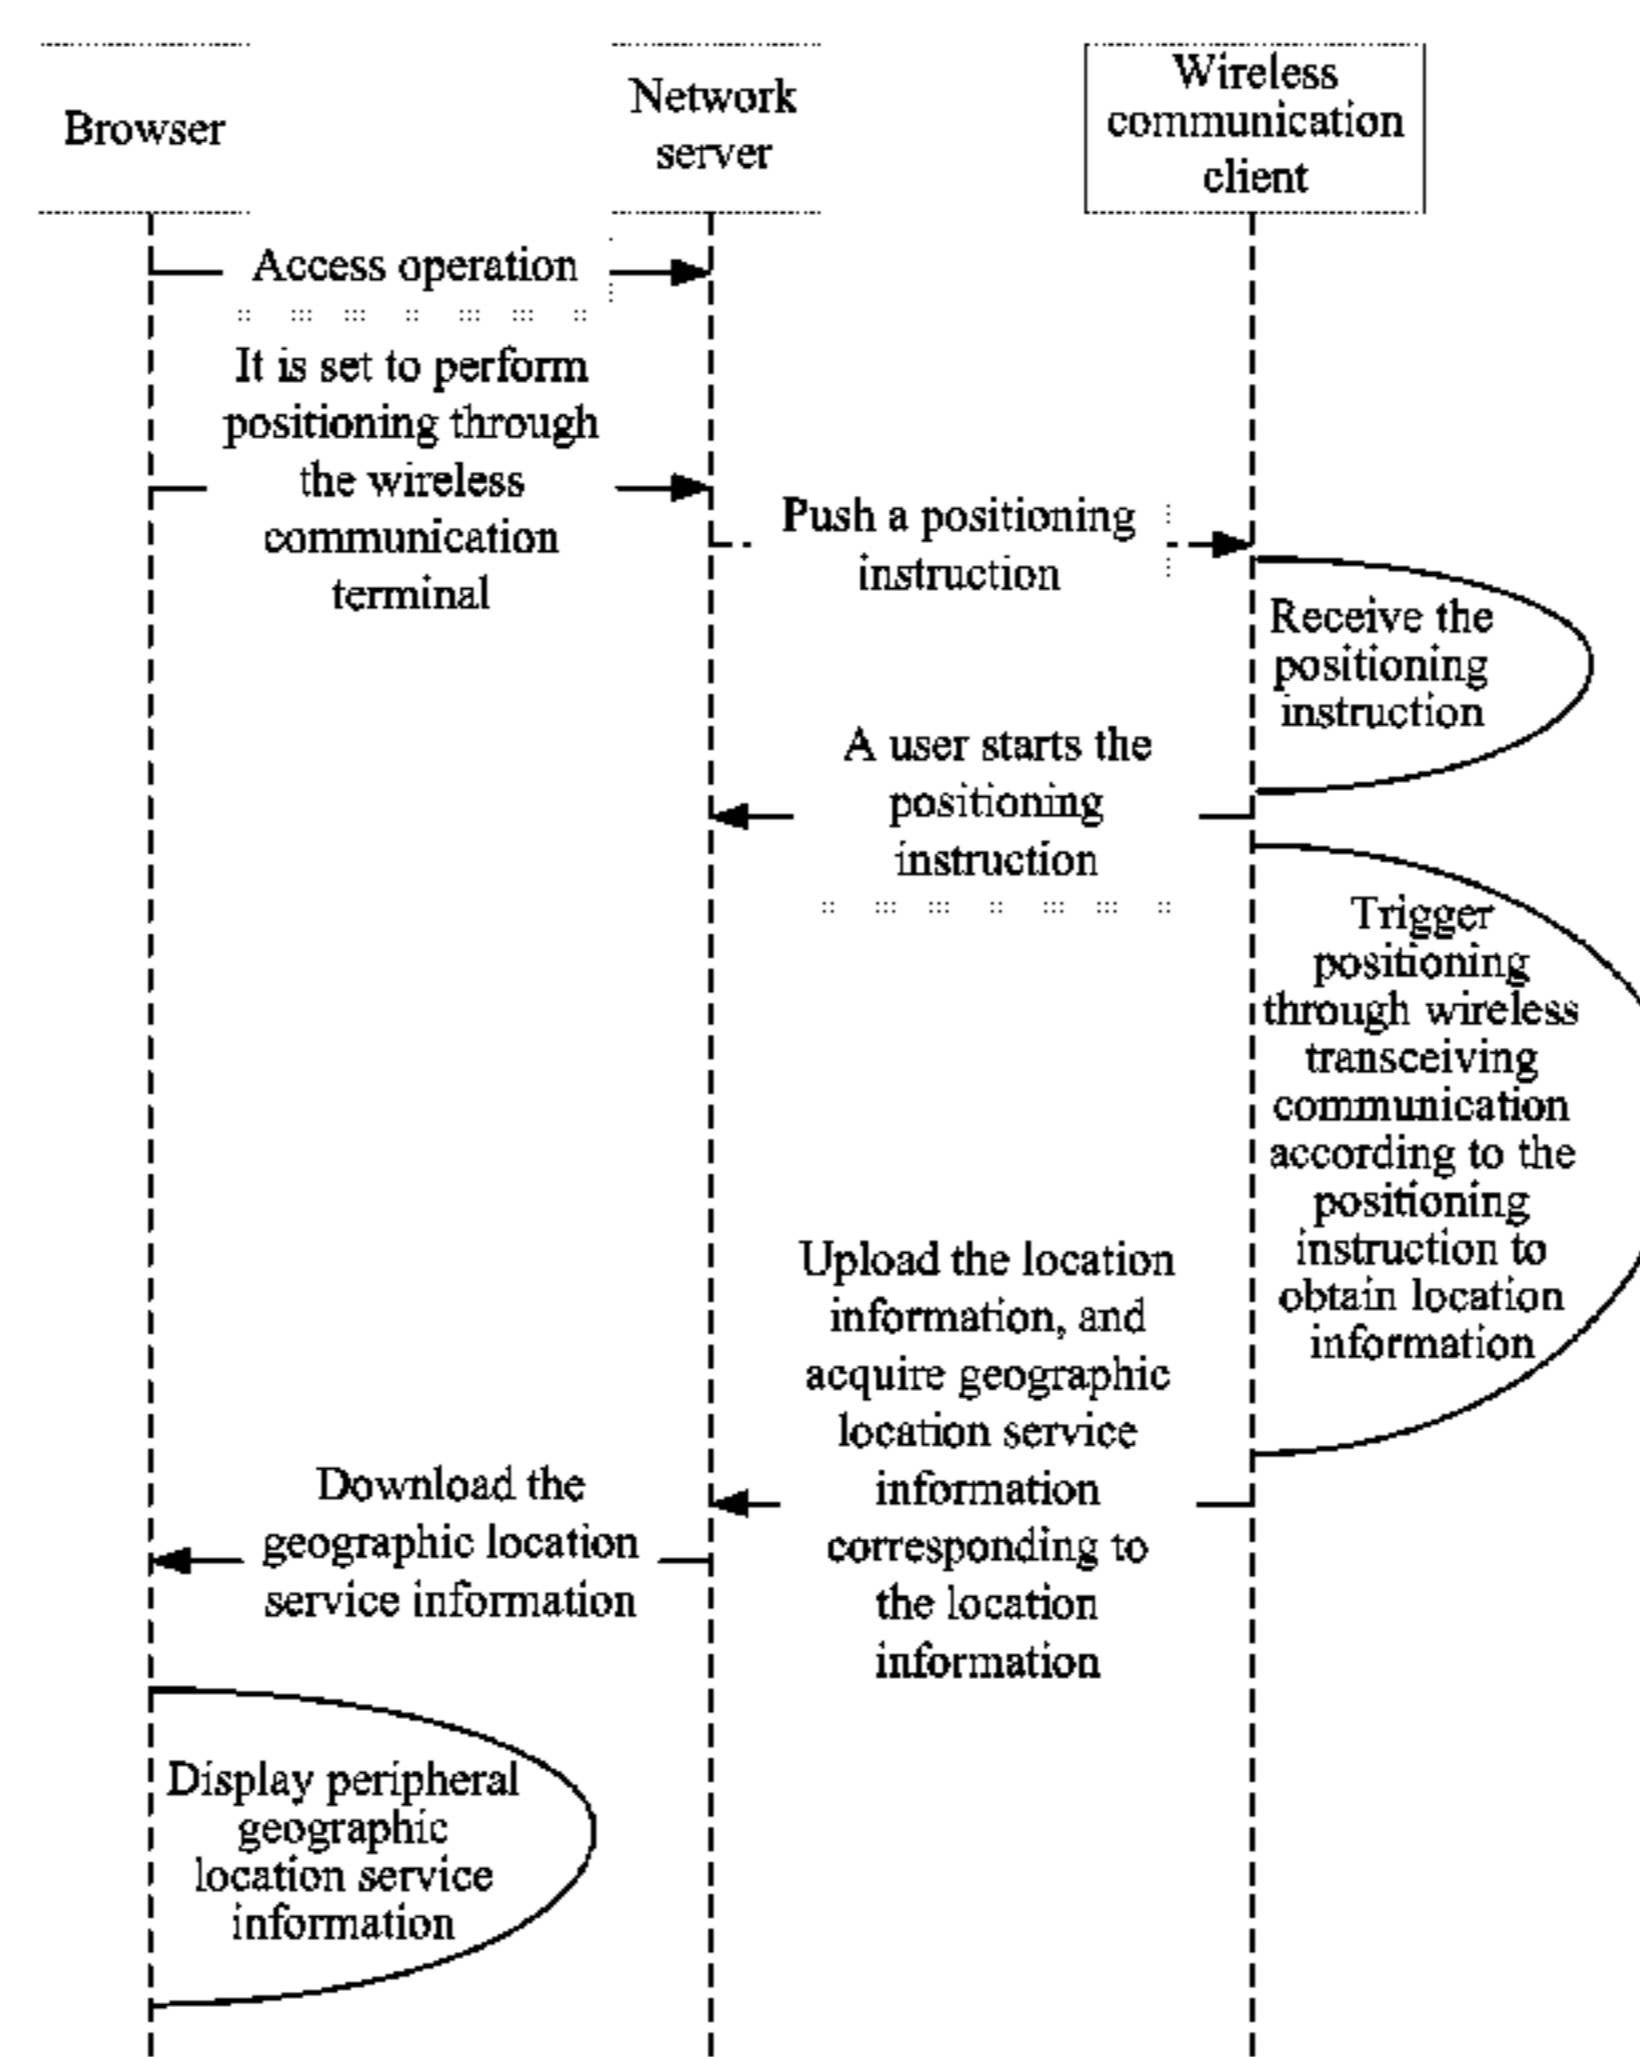 Browser
Network
server
Wireless
communication
client
Access operation
It is set to perform
positioning through
the wireless
communication
terminal
Push a positioning
instruction
Receive the
positioning
instruction
A user starts the
positioning
instruction
Trigger
positioning
through wireless
transceiving
communication
according to the
positioning
instruction to
obtain location
information
Upload the location
information, and
acquire geographic
location service
information
corresponding to
the location
information
Download the
geographic location
service information
Display peripheral
geographic
location service
information